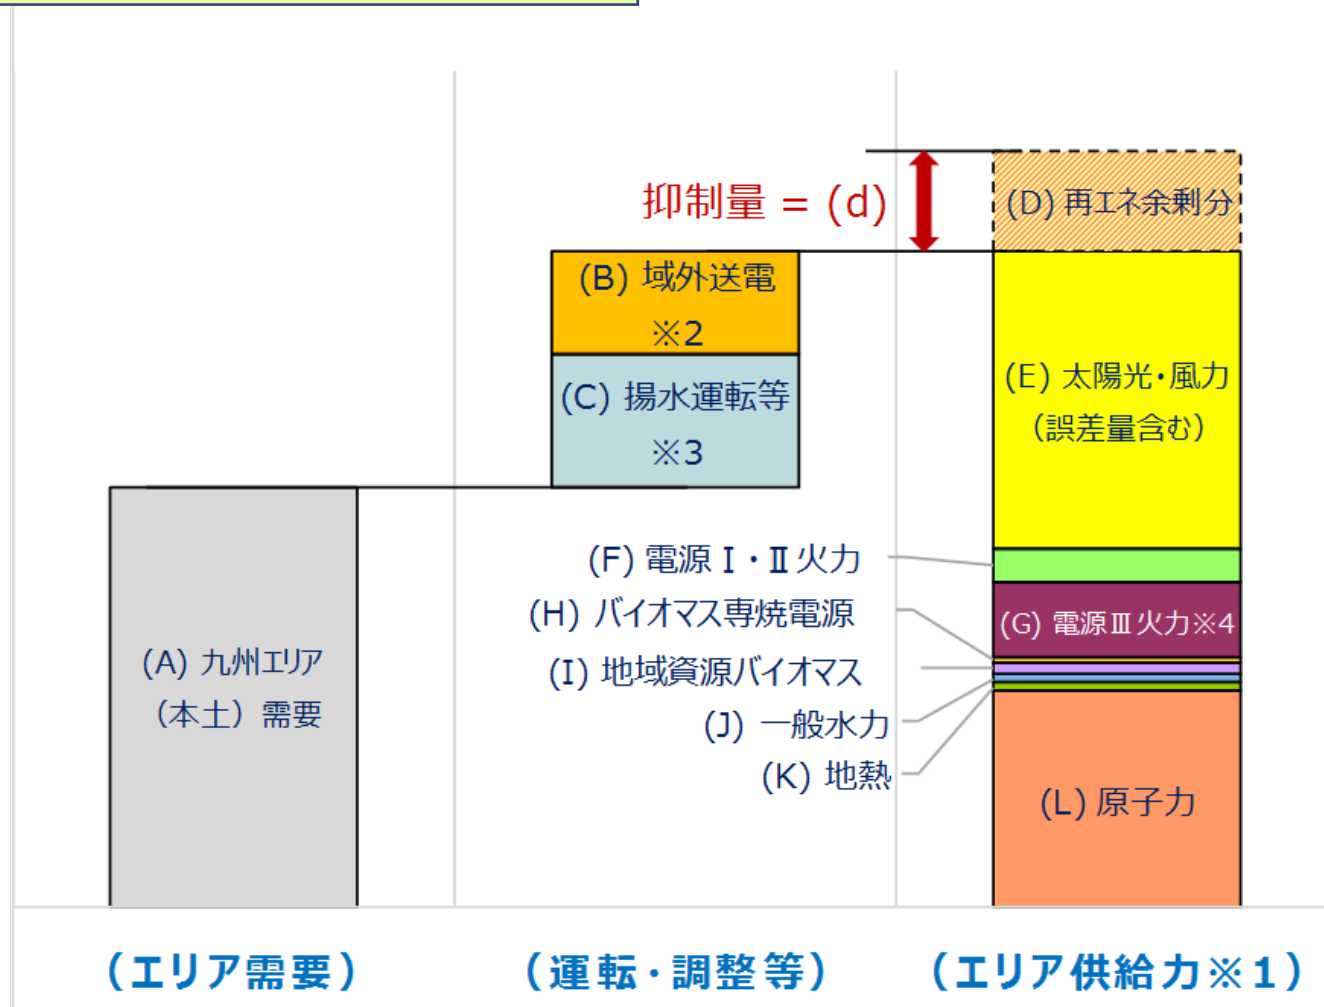 抑制量 = (d)
(D) 再エネ余剰分
(B) 域外送電
※2
(C) 揚水運転等
※3
(E) 太陽光・風力
（誤差量含む）
(F) 電源Ⅰ・Ⅱ火力
(G) 電源Ⅲ火力※4
(H) バイオマス専焼電源
(I) 地域資源バイオマス
(J) 一般水力
(K) 地熱
(A) 九州エリア
（本土）需要
(L) 原子力
（エリア需要）
（運転・調整等）
（エリア供給力※1）